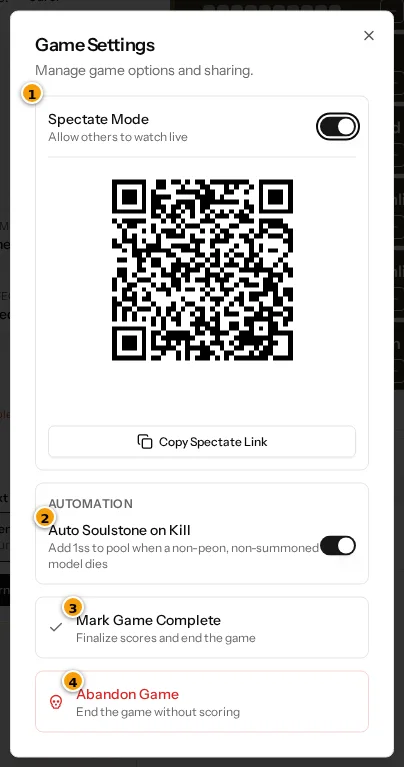 Game Settings
Manage game options and sharing.
1
Spectate Mode
Allow others to watch live
Copy Spectate Link
AUTOMATION
2
Auto Soulstone on Kill
Add 1ss to pool when a non-peon, non-summoned
model dies
3
Mark Game Complete
Finalize scores and end the game
4
Abandon Game
End the game without scoring